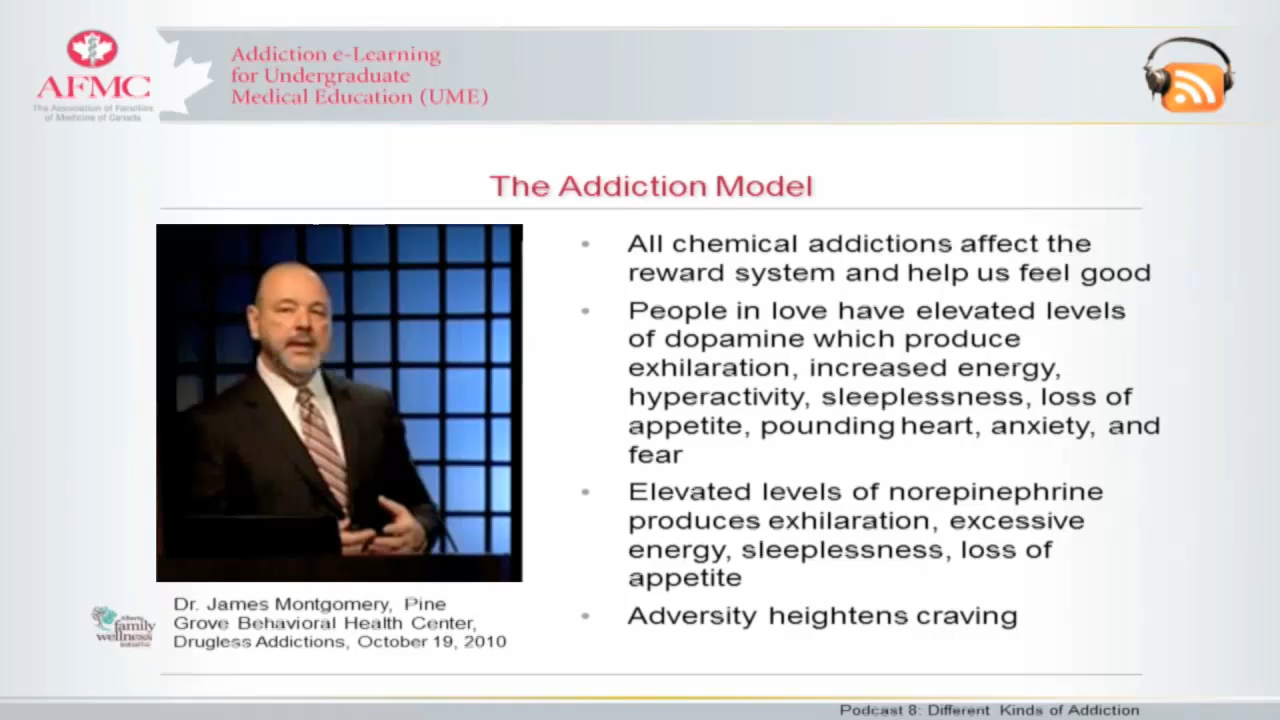 AFMC
The Association of Faculties
of Medicine of Canada
Addiction e-Learning
for Undergraduate
Medical Education (UME)
The Addiction Model
• All chemical addictions affect the
reward system and help us feel good
• People in love have elevated levels
of dopamine which produce
exhilaration, increased energy,
hyperactivity, sleeplessness, loss of
appetite, pounding heart, anxiety, and
fear
• Elevated levels of norepinephrine
produces exhilaration, excessive
energy, sleeplessness, loss of
appetite
• Adversity heightens craving
Alberta
family
wellness
initiative
Dr. James Montgomery, Pine
Grove Behavioral Health Center,
Drugless Addictions, October 19, 2010
Podcast 8: Different Kinds of Addiction